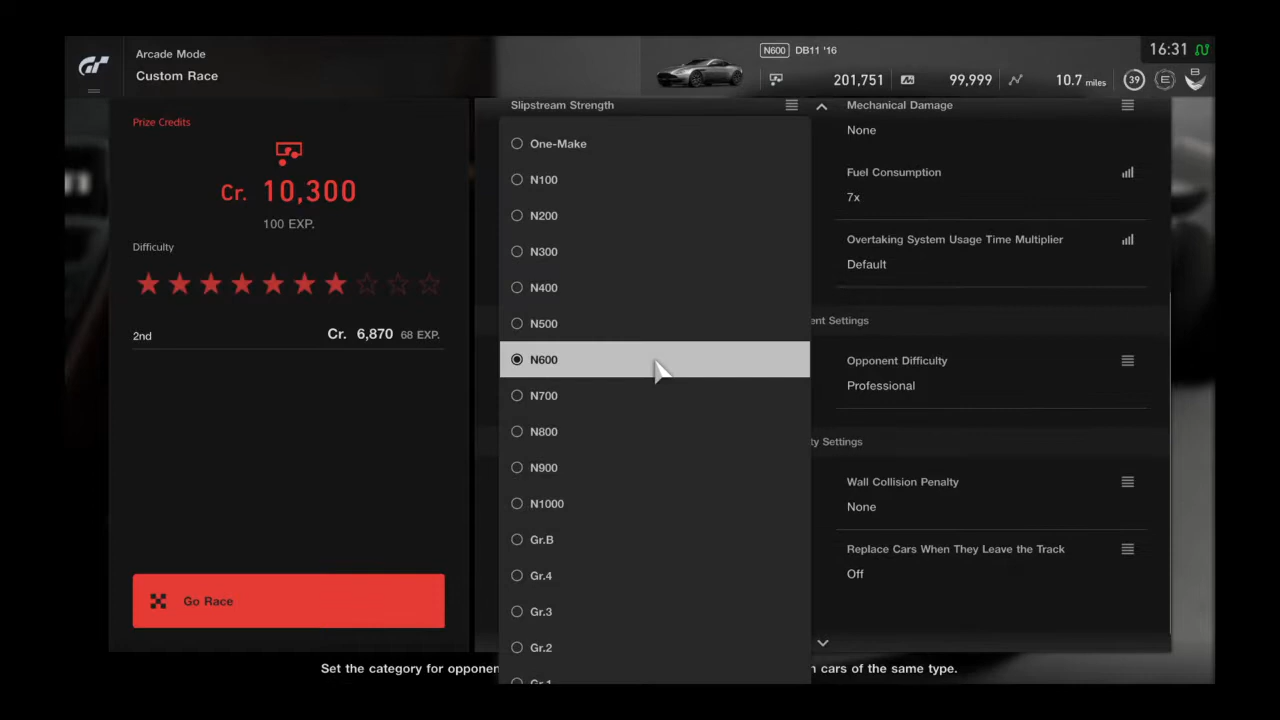 Arcade Mode
Custom Race
N600 DB11 '16
201,751
99,999
10.7 miles
39
E
B
16:31
Prize Credits
Cr. 10,300
100 EXP.
Difficulty
2nd Cr. 6,870 68 EXP.
Go Race
Slipstream Strength
One-Make
N100
N200
N300
N400
N500
N600
N700
N800
N900
N1000
Gr.B
Gr.4
Gr.3
Gr.2
Gr.1
Mechanical Damage
None
Fuel Consumption
7x
Overtaking System Usage Time Multiplier
Default
ent Settings
Opponent Difficulty
Professional
ty Settings
Wall Collision Penalty
None
Replace Cars When They Leave the Track
Off
Set the category for opponen
n cars of the same type.